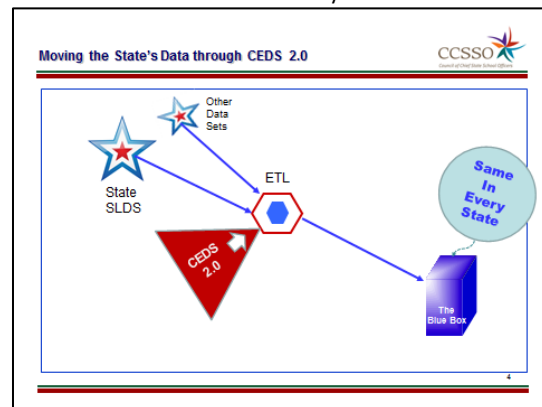 Moving the State's Data through CEDS 2.0
CCSSO
Council of Chief State School Officers
Other
Data
Sets
State
SLDS
ETL
CEDS
2.0
Same
In
Every
State
The
Blue Box
4